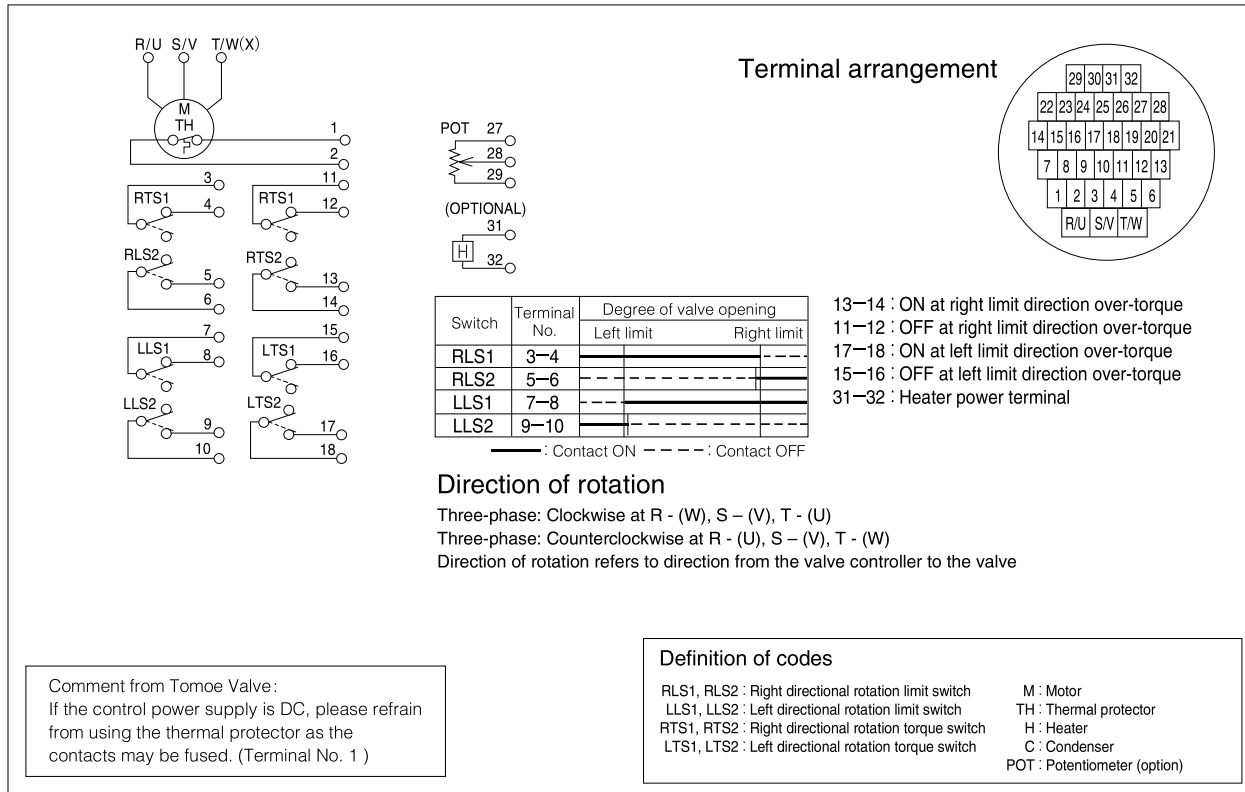 R/U S/V T/W(X)
M
TH
1
2
3
RTS1
4
11
RTS1
12
RLS2
5
6
RTS2
13
14
7
LLS1
8
15
LTS1
16
LLS2
9
10
LTS2
17
18
POT 27
28
29
(OPTIONAL)
31
H
32
Terminal arrangement
29 30 31 32
22 23 24 25 26 27 28
14 15 16 17 18 19 20 21
7 8 9 10 11 12 13
1 2 3 4 5 6
R/U S/V T/W
Switch Terminal No. Degree of valve opening
Left limit Right limit
RLS1 3—4
RLS2 5—6
LLS1 7—8
LLS2 9—10
: Contact ON : Contact OFF
13—14 : ON at right limit direction over-torque
11—12 : OFF at right limit direction over-torque
17—18 : ON at left limit direction over-torque
15—16 : OFF at left limit direction over-torque
31—32 : Heater power terminal
Direction of rotation
Three-phase: Clockwise at R - (W), S – (V), T - (U)
Three-phase: Counterclockwise at R - (U), S – (V), T - (W)
Direction of rotation refers to direction from the valve controller to the valve
Comment from Tomoe Valve:
If the control power supply is DC, please refrain
from using the thermal protector as the
contacts may be fused. (Terminal No. 1 )
Definition of codes
RLS1, RLS2 : Right directional rotation limit switch
LLS1, LLS2 : Left directional rotation limit switch
RTS1, RTS2 : Right directional rotation torque switch
LTS1, LTS2 : Left directional rotation torque switch
M : Motor
TH : Thermal protector
H : Heater
C : Condenser
POT : Potentiometer (option)